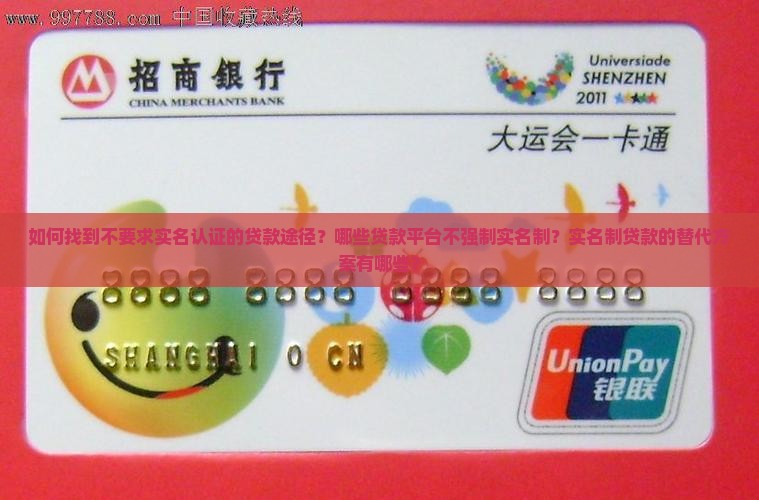 www.997788.com 中国收藏热线
招商银行
CHINA MERCHANTS BANK
Universiade
SHENZHEN
2011
大运会一卡通
如何找到不要求实名认证的贷款途径？哪些贷款平台不强制实名制？实名制贷款的替代方
案有哪些？
8888 8888 8888 8888
SHANGHAI 0 CN
UnionPay
银联